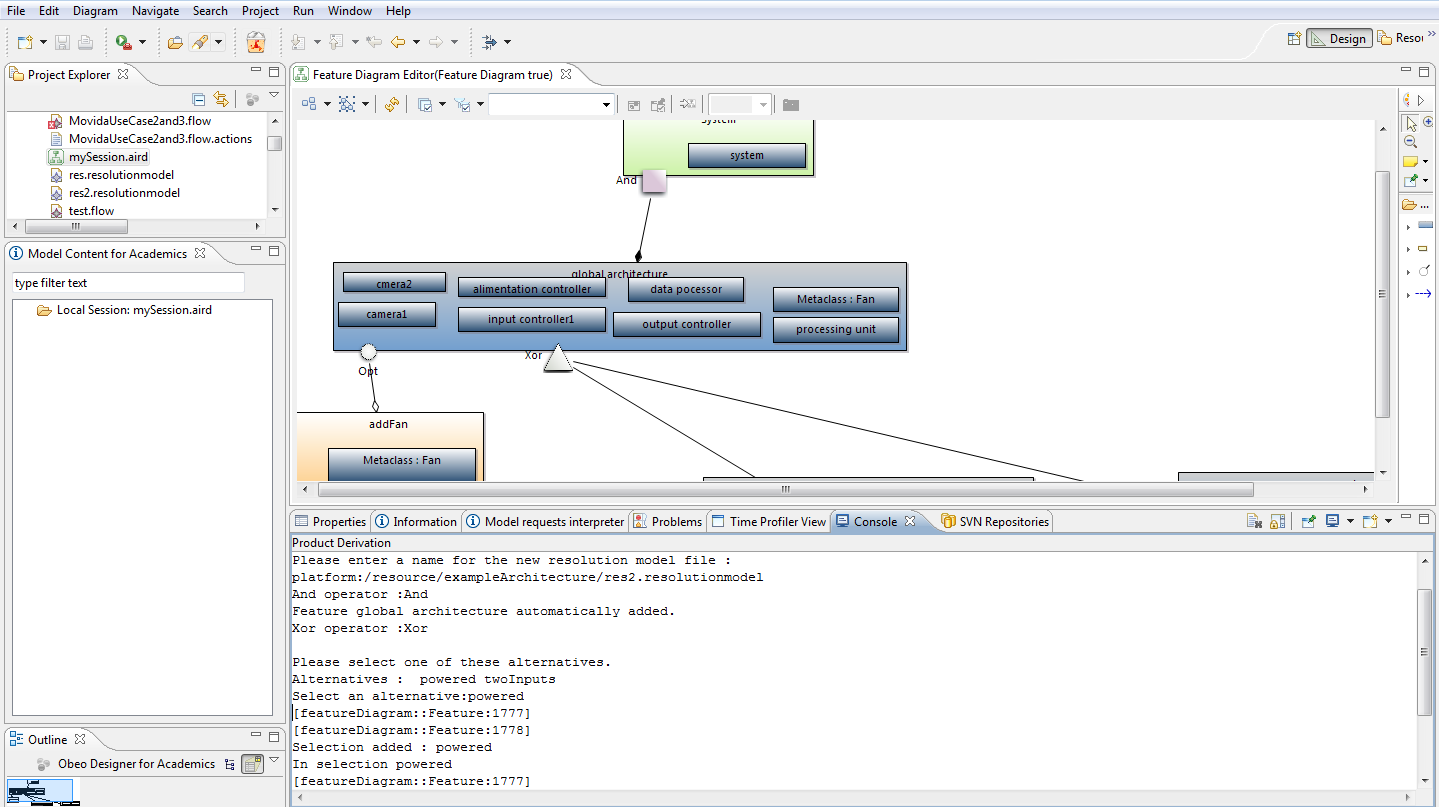 File Edit Diagram Navigate Search Project Run Window Help
Design
Resou
Project Explorer
MovidaUseCase2and3.flow
MovidaUseCase2and3.flow.actions
mySession.aird
res.resolutionmodel
res2.resolutionmodel
test.flow
Model Content for Academics
type filter text
Local Session: mySession.aird
Outline
Obeo Designer for Academics
Feature Diagram Editor(Feature Diagram true)
System
system
And
global architecture
cmera2
alimentation controller
data pocessor
Metaclass : Fan
camera1
input controller1
output controller
processing unit
Xor
Opt
addFan
Metaclass : Fan
...
Properties Information Model requests interpreter Problems Time Profiler View Console SVN Repositories
Product Derivation
Please enter a name for the new resolution model file :
platform:/resource/exampleArchitecture/res2.resolutionmodel
And operator :And
Feature global architecture automatically added.
Xor operator :Xor
Please select one of these alternatives.
Alternatives :  powered twoInputs
Select an alternative:powered
[featureDiagram::Feature:1777]
[featureDiagram::Feature:1778]
Selection added : powered
In selection powered
[featureDiagram::Feature:1777]